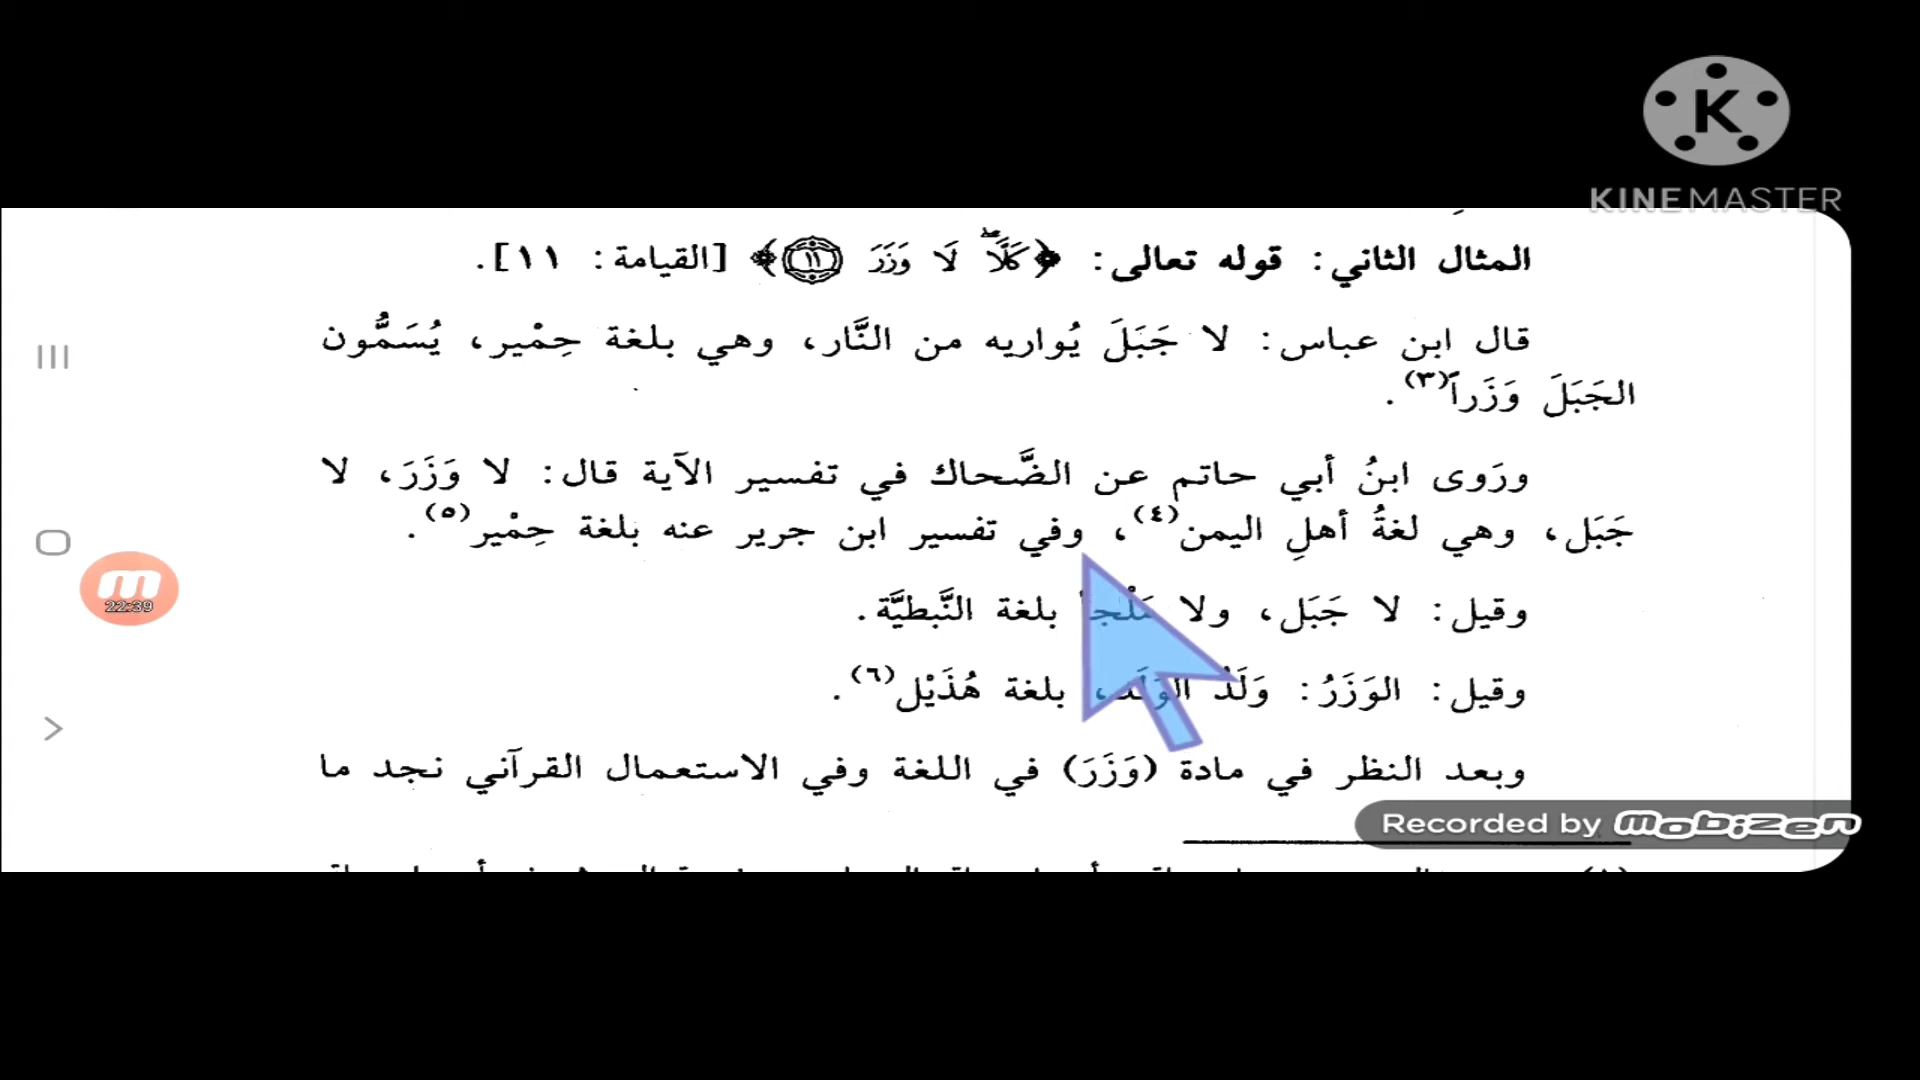 KINEMASTER
المثال الثاني: قوله تعالى: ﴿كَلَّا لَا وَزَرَ ١١﴾ [القيامة: ١١].
قال ابن عباس: لا جَبَلَ يُواريه من النَّار، وهي بلغة حِمْير، يُسَمُّون
الجَبَلَ وَزَراً(٣).
ورَوى ابنُ أبي حاتم عن الضَّحاك في تفسير الآية قال: لا وَزَرَ، لا
جَبَل، وهي لغةُ أهلِ اليمن(٤)، وفي تفسير ابن جرير عنه بلغة حِمْير(٥).
22:39
وقيل: لا جَبَل، ولا مَلْجأ بلغة النَّبطيَّة.
وقيل: الوَزَرُ: وَلَدُ الوَلَد، بلغة هُذَيْل(٦).
وبعد النظر في مادة (وَزَرَ) في اللغة وفي الاستعمال القرآني نجد ما
Recorded by mobizen